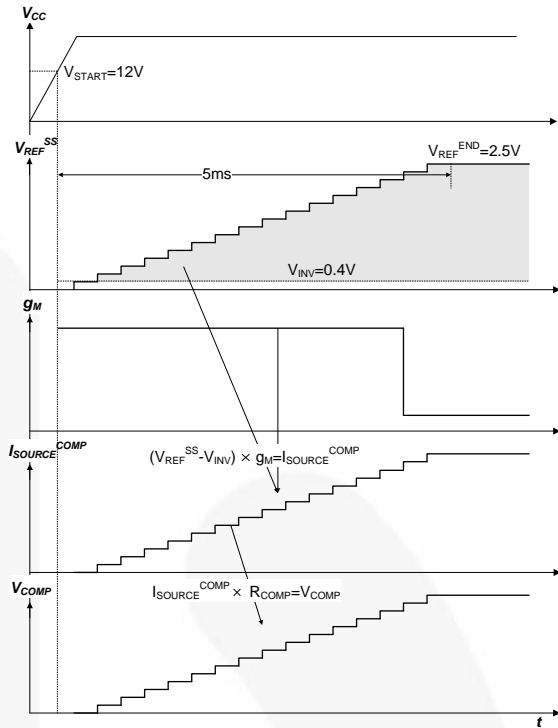 V_CC
V_START=12V
V_REF^SS
V_REF^END=2.5V
5ms
V_INV=0.4V
g_M
I_SOURCE^COMP
(V_REF^SS-V_INV) × g_M=I_SOURCE^COMP
V_COMP
I_SOURCE^COMP × R_COMP=V_COMP
t